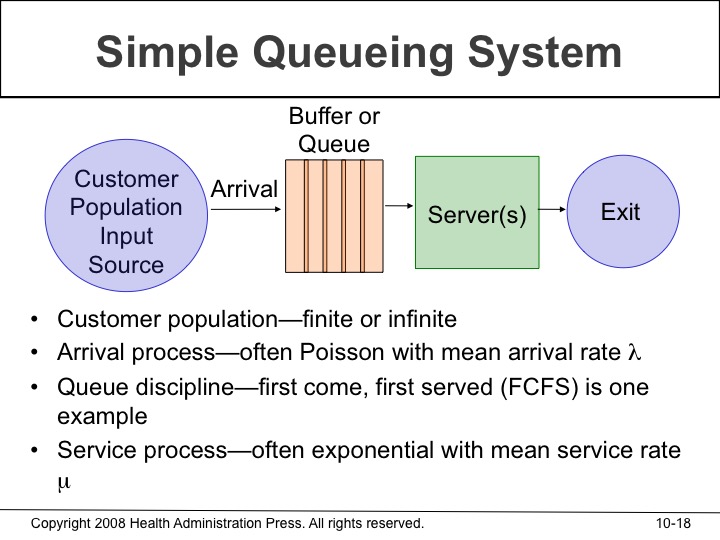 Simple Queueing System
Buffer or
Queue
Customer
Population
Input
Source
Arrival
Server(s)
Exit
• Customer population—finite or infinite
• Arrival process—often Poisson with mean arrival rate λ
• Queue discipline—first come, first served (FCFS) is one
example
• Service process—often exponential with mean service rate
μ
Copyright 2008 Health Administration Press. All rights reserved.
10-18